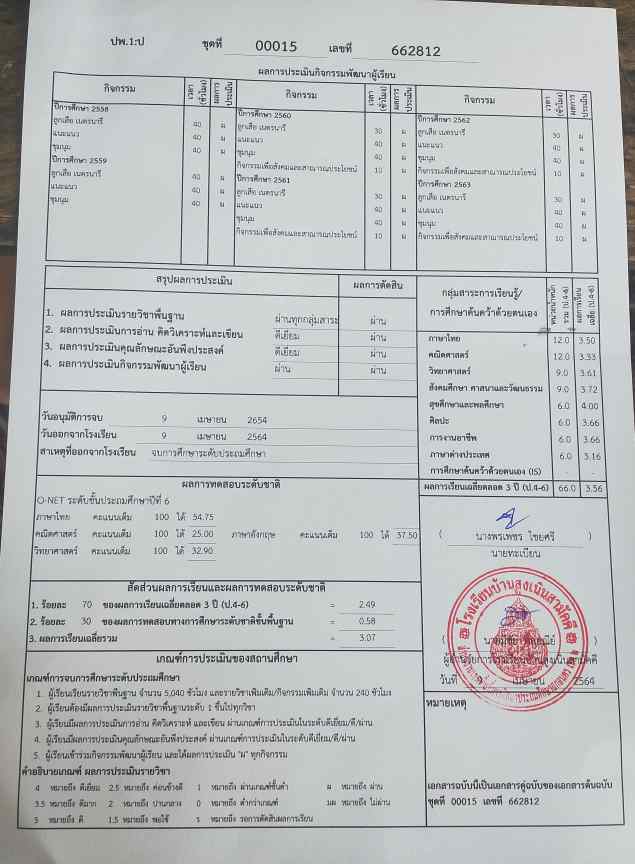 ปพ.1:ป ชุดที่ 00015 เลขที่ 662812
ผลการประเมินกิจกรรมพัฒนาผู้เรียน
กิจกรรม เวลา (ชั่วโมง) ผลการประเมิน กิจกรรม เวลา (ชั่วโมง) ผลการประเมิน กิจกรรม เวลา (ชั่วโมง) ผลการประเมิน
ปีการศึกษา 2558
ลูกเสือ เนตรนารี 40 ผ
แนะแนว 40 ผ
ชุมนุม 40 ผ
ปีการศึกษา 2559
ลูกเสือ เนตรนารี 40 ผ
แนะแนว 40 ผ
ชุมนุม 40 ผ
ปีการศึกษา 2560
ลูกเสือ เนตรนารี 30 ผ
แนะแนว 40 ผ
ชุมนุม 40 ผ
กิจกรรมเพื่อสังคมและสาธารณประโยชน์ 10 ผ
ปีการศึกษา 2561
ลูกเสือ เนตรนารี 30 ผ
แนะแนว 40 ผ
ชุมนุม 40 ผ
กิจกรรมเพื่อสังคมและสาธารณประโยชน์ 10 ผ
ปีการศึกษา 2562
ลูกเสือ เนตรนารี 30 ผ
แนะแนว 40 ผ
ชุมนุม 40 ผ
กิจกรรมเพื่อสังคมและสาธารณประโยชน์ 10 ผ
ปีการศึกษา 2563
ลูกเสือ เนตรนารี 30 ผ
แนะแนว 40 ผ
ชุมนุม 40 ผ
กิจกรรมเพื่อสังคมและสาธารณประโยชน์ 10 ผ
สรุปผลการประเมิน ผลการตัดสิน
1. ผลการประเมินรายวิชาพื้นฐาน ผ่านทุกกลุ่มสาระ ผ่าน
2. ผลการประเมินการอ่าน คิดวิเคราะห์และเขียน ดีเยี่ยม ผ่าน
3. ผลการประเมินคุณลักษณะอันพึงประสงค์ ดีเยี่ยม ผ่าน
4. ผลการประเมินกิจกรรมพัฒนาผู้เรียน ผ่าน ผ่าน
วันอนุมัติการจบ 9 เมษายน 2654
วันออกจากโรงเรียน 9 เมษายน 2564
สาเหตุที่ออกจากโรงเรียน จบการศึกษาระดับประถมศึกษา
กลุ่มสาระการเรียนรู้/
การศึกษาค้นคว้าด้วยตนเอง
หน่วยน้ำหนักรวม (ป.4-6) ผลการเรียนเฉลี่ย (ป.4-6)
ภาษาไทย 12.0 3.50
คณิตศาสตร์ 12.0 3.33
วิทยาศาสตร์ 9.0 3.61
สังคมศึกษา ศาสนาและวัฒนธรรม 9.0 3.72
สุขศึกษาและพลศึกษา 6.0 4.00
ศิลปะ 6.0 3.66
การงานอาชีพ 6.0 3.66
ภาษาต่างประเทศ 6.0 3.16
การศึกษาค้นคว้าด้วยตนเอง (IS) - -
ผลการเรียนเฉลี่ยตลอด 3 ปี (ป.4-6) 66.0 3.56
ผลการทดสอบระดับชาติ
O-NET ระดับชั้นประถมศึกษาปีที่ 6
ภาษาไทย คะแนนเต็ม 100 ได้ 54.75
คณิตศาสตร์ คะแนนเต็ม 100 ได้ 25.00 ภาษาอังกฤษ คะแนนเต็ม 100 ได้ 37.50
วิทยาศาสตร์ คะแนนเต็ม 100 ได้ 32.90
สัดส่วนผลการเรียนและผลการทดสอบระดับชาติ
1. ร้อยละ 70 ของผลการเรียนเฉลี่ยตลอด 3 ปี (ป.4-6) = 2.49
2. ร้อยละ 30 ของผลการทดสอบทางการศึกษาระดับชาติขั้นพื้นฐาน = 0.58
3. ผลการเรียนเฉลี่ยรวม = 3.07
( นางพรเพชร ไชยศรี )
นายทะเบียน
โรงเรียนบ้านสูงเนินสามัคคี
ผู้อำนวยการโรงเรียนบ้านสูงเนินสามัคคี
วันที่ เมษายน 2564
เกณฑ์การประเมินของสถานศึกษา
เกณฑ์การจบการศึกษาระดับประถมศึกษา
1. ผู้เรียนเรียนรายวิชาพื้นฐาน จำนวน 5,040 ชั่วโมง และรายวิชาเพิ่มเติม/กิจกรรมเพิ่มเติม จำนวน 240 ชั่วโมง
2. ผู้เรียนต้องมีผลการประเมินรายวิชาพื้นฐานระดับ 1 ขึ้นไปทุกวิชา
3. ผู้เรียนมีผลการประเมินการอ่าน คิดวิเคราะห์ และเขียน ผ่านเกณฑ์การประเมินในระดับดีเยี่ยม/ดี/ผ่าน
4. ผู้เรียนมีผลการประเมินคุณลักษณะอันพึงประสงค์ ผ่านเกณฑ์การประเมินในระดับดีเยี่ยม/ดี/ผ่าน
5. ผู้เรียนเข้าร่วมกิจกรรมพัฒนาผู้เรียน และได้ผลการประเมิน "ผ" ทุกกิจกรรม
คำอธิบายเกณฑ์ ผลการประเมินรายวิชา
4 หมายถึง ดีเยี่ยม 2.5 หมายถึง ค่อนข้างดี 1 หมายถึง ผ่านเกณฑ์ขั้นต่ำ ผ หมายถึง ผ่าน
3.5 หมายถึง ดีมาก 2 หมายถึง ปานกลาง 0 หมายถึง ต่ำกว่าเกณฑ์ มผ หมายถึง ไม่ผ่าน
3 หมายถึง ดี 1.5 หมายถึง พอใช้ ร หมายถึง รอการตัดสินผลการเรียน
หมายเหตุ
เอกสารฉบับนี้เป็นเอกสารคู่ฉบับของเอกสารต้นฉบับ
ชุดที่ 00015 เลขที่ 662812